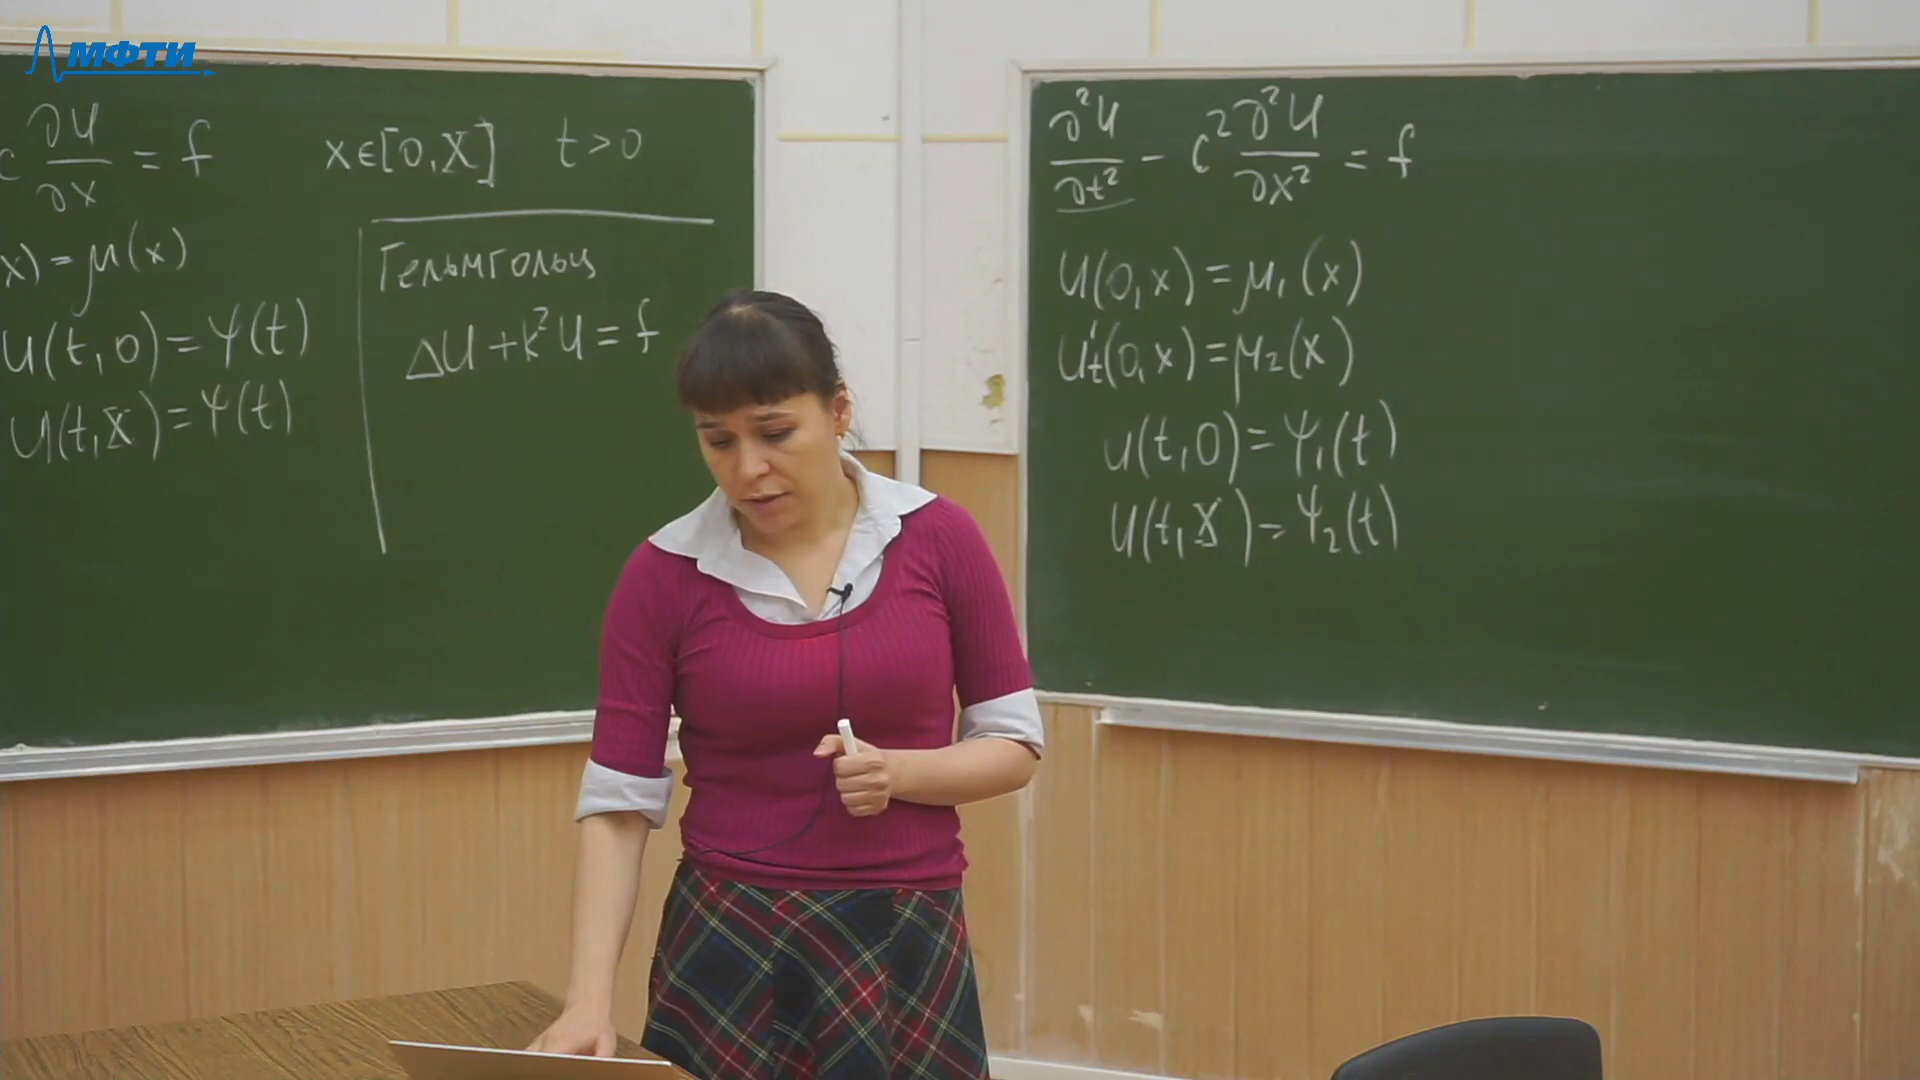 МФТИ
c ∂U/∂x = f
x∈[0,X] t>0
x) = μ(x)
U(t,0) = Ψ(t)
U(t,X) = Ψ(t)
Гельмгольц
ΔU + k²U = f
∂²U/∂t² - c² ∂²U/∂x² = f
U(0,x) = μ₁(x)
U't(0,x) = μ₂(x)
U(t,0) = Ψ₁(t)
U(t,X) = Ψ₂(t)